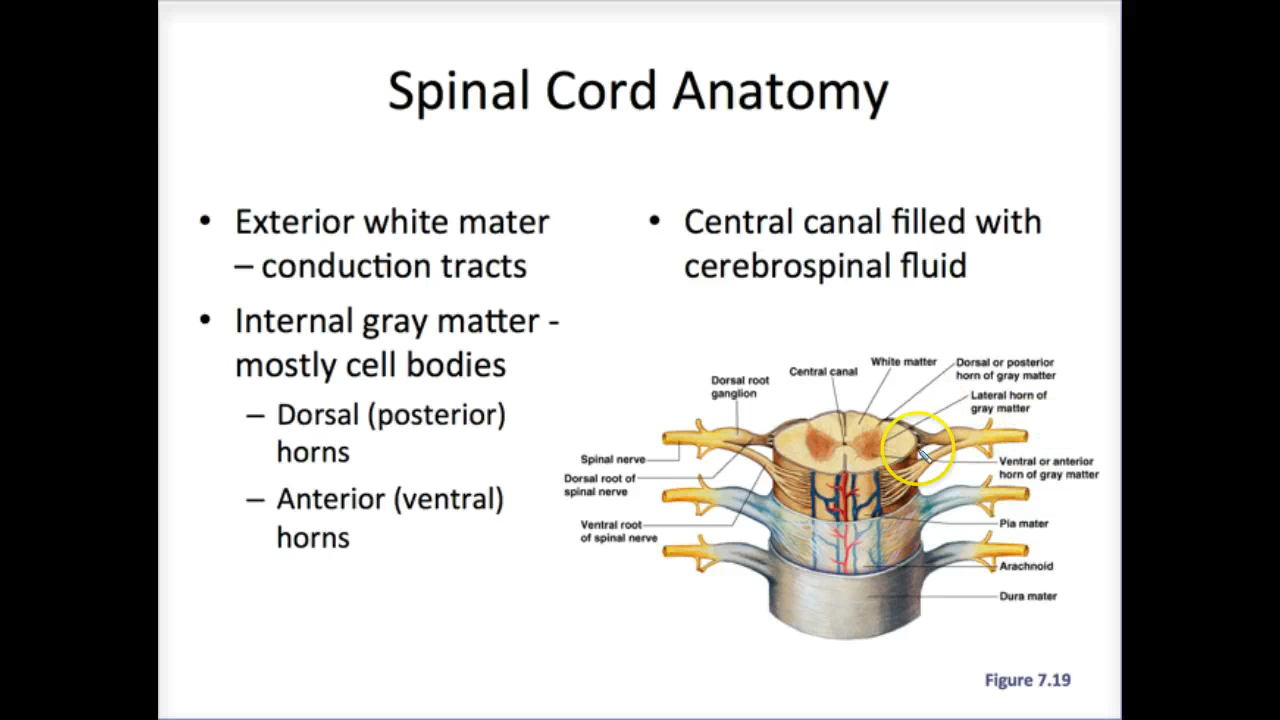 Spinal Cord Anatomy
• Exterior white mater
– conduction tracts
• Internal gray matter -
mostly cell bodies
– Dorsal (posterior)
horns
– Anterior (ventral)
horns
• Central canal filled with
cerebrospinal fluid
Dorsal root
ganglion
Central canal
White matter
Dorsal or posterior
horn of gray matter
Lateral horn of
gray matter
Spinal nerve
Dorsal root of
spinal nerve
Ventral root
of spinal nerve
Ventral or anterior
horn of gray matter
Pia mater
Arachnoid
Dura mater
Figure 7.19